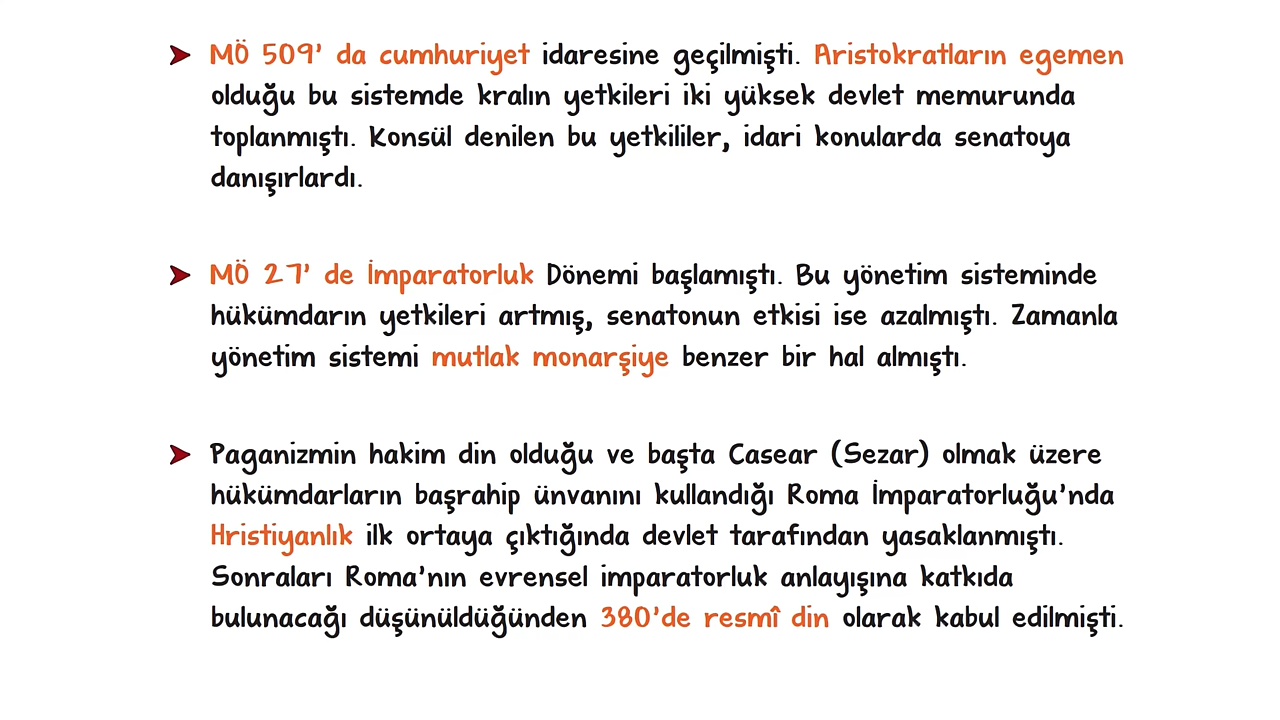 MÖ 509' da cumhuriyet idaresine geçilmişti. Aristokratların egemen
olduğu bu sistemde kralın yetkileri iki yüksek devlet memurunda
toplanmıştı. Konsül denilen bu yetkililer, idari konularda senatoya
danışırlardı.
MÖ 27' de İmparatorluk Dönemi başlamıştı. Bu yönetim sisteminde
hükümdarın yetkileri artmış, senatonun etkisi ise azalmıştı. Zamanla
yönetim sistemi mutlak monarşiye benzer bir hal almıştı.
Paganizmin hakim din olduğu ve başta Casear (Sezar) olmak üzere
hükümdarların başrahip ünvanını kullandığı Roma İmparatorluğu'nda
Hristiyanlık ilk ortaya çıktığında devlet tarafından yasaklanmıştı.
Sonraları Roma'nın evrensel imparatorluk anlayışına katkıda
bulunacağı düşünüldüğünden 380'de resmî din olarak kabul edilmişti.